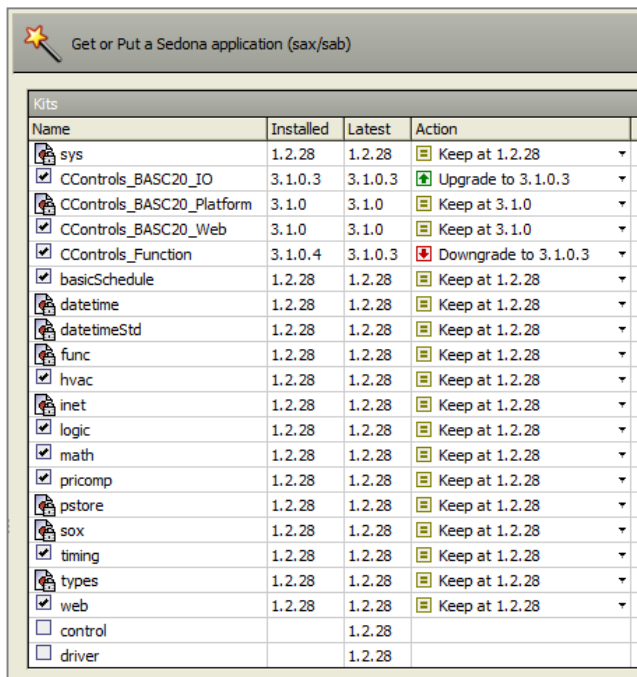 Get or Put a Sedona application (sax/sab)
Kits
Name Installed Latest Action
sys 1.2.28 1.2.28 Keep at 1.2.28
CControls_BASC20_IO 3.1.0.3 3.1.0.3 Upgrade to 3.1.0.3
CControls_BASC20_Platform 3.1.0 3.1.0 Keep at 3.1.0
CControls_BASC20_Web 3.1.0 3.1.0 Keep at 3.1.0
CControls_Function 3.1.0.4 3.1.0.3 Downgrade to 3.1.0.3
basicSchedule 1.2.28 1.2.28 Keep at 1.2.28
datetime 1.2.28 1.2.28 Keep at 1.2.28
datetimeStd 1.2.28 1.2.28 Keep at 1.2.28
func 1.2.28 1.2.28 Keep at 1.2.28
hvac 1.2.28 1.2.28 Keep at 1.2.28
inet 1.2.28 1.2.28 Keep at 1.2.28
logic 1.2.28 1.2.28 Keep at 1.2.28
math 1.2.28 1.2.28 Keep at 1.2.28
pricomp 1.2.28 1.2.28 Keep at 1.2.28
pstore 1.2.28 1.2.28 Keep at 1.2.28
sox 1.2.28 1.2.28 Keep at 1.2.28
timing 1.2.28 1.2.28 Keep at 1.2.28
types 1.2.28 1.2.28 Keep at 1.2.28
web 1.2.28 1.2.28 Keep at 1.2.28
control 1.2.28
driver 1.2.28